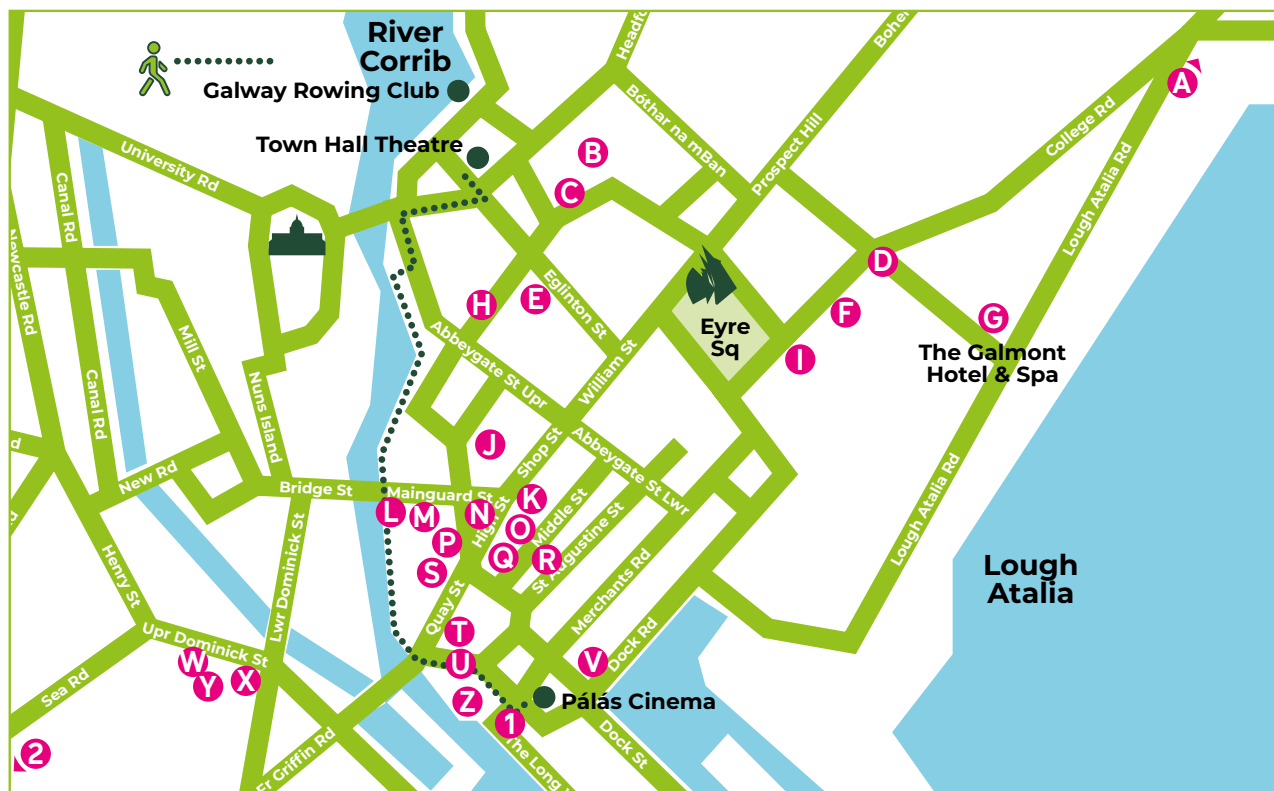 River
Corrib
Galway Rowing Club
Town Hall Theatre
Headfo
Bohe
A
Bóthar na mBan
Prospect Hill
College Rd
Lough Atalia Rd
University Rd
Canal Rd
B
C
Newcastle Rd
D
H
E
Eglinton St
F
G
Eyre
Sq
I
The Galmont
Hotel & Spa
Mill St
Abbeygate St Upr
William St
Canal Rd
Nuns Island
J
Shop St
Abbeygate St Lwr
d
New Rd
Bridge St
Mainguard St
K
L
M
N
High St
O
Middle St
P
Q
R
St Augustine St
S
Lough Atalia Rd
Lough
Atalia
Henry St
Lwr Dominick St
Quay St
Merchants Rd
T
Upr Dominick St
U
V
Dock Rd
W
Y
X
Sea Rd
Z
Pálás Cinema
1
Dock St
2
Fr Griffin Rd
The Long